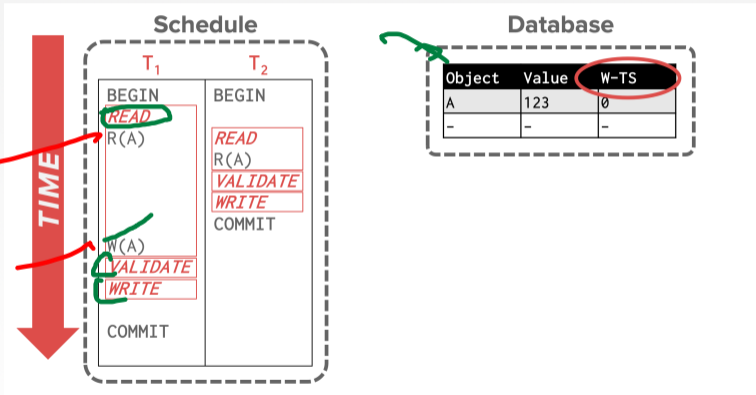 Schedule
Database
TIME
T1 T2
BEGIN BEGIN
READ
R(A) READ
R(A)
VALIDATE
WRITE
COMMIT
W(A)
VALIDATE
WRITE
COMMIT
Object Value W-TS
A 123 0
- - -